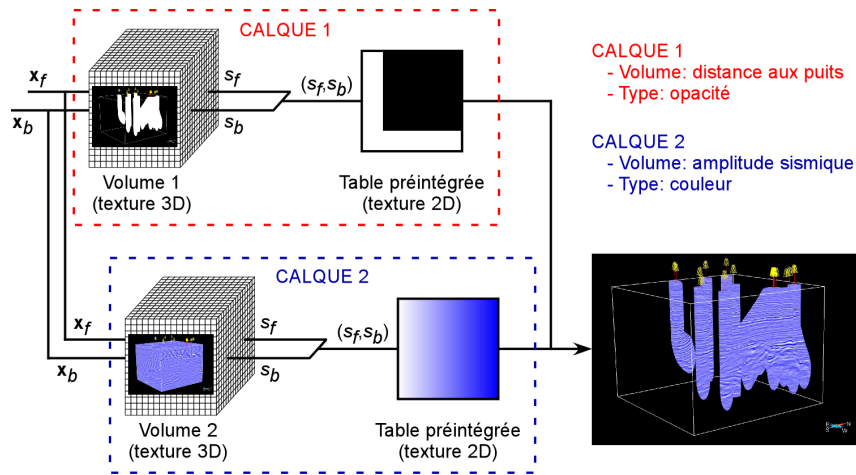 CALQUE 1
x_f
x_b
s_f
s_b
(s_f,s_b)
Volume 1
(texture 3D)
Table préintégrée
(texture 2D)
CALQUE 2
x_f
x_b
s_f
s_b
(s_f,s_b)
Volume 2
(texture 3D)
Table préintégrée
(texture 2D)
CALQUE 1
- Volume: distance aux puits
- Type: opacité
CALQUE 2
- Volume: amplitude sismique
- Type: couleur